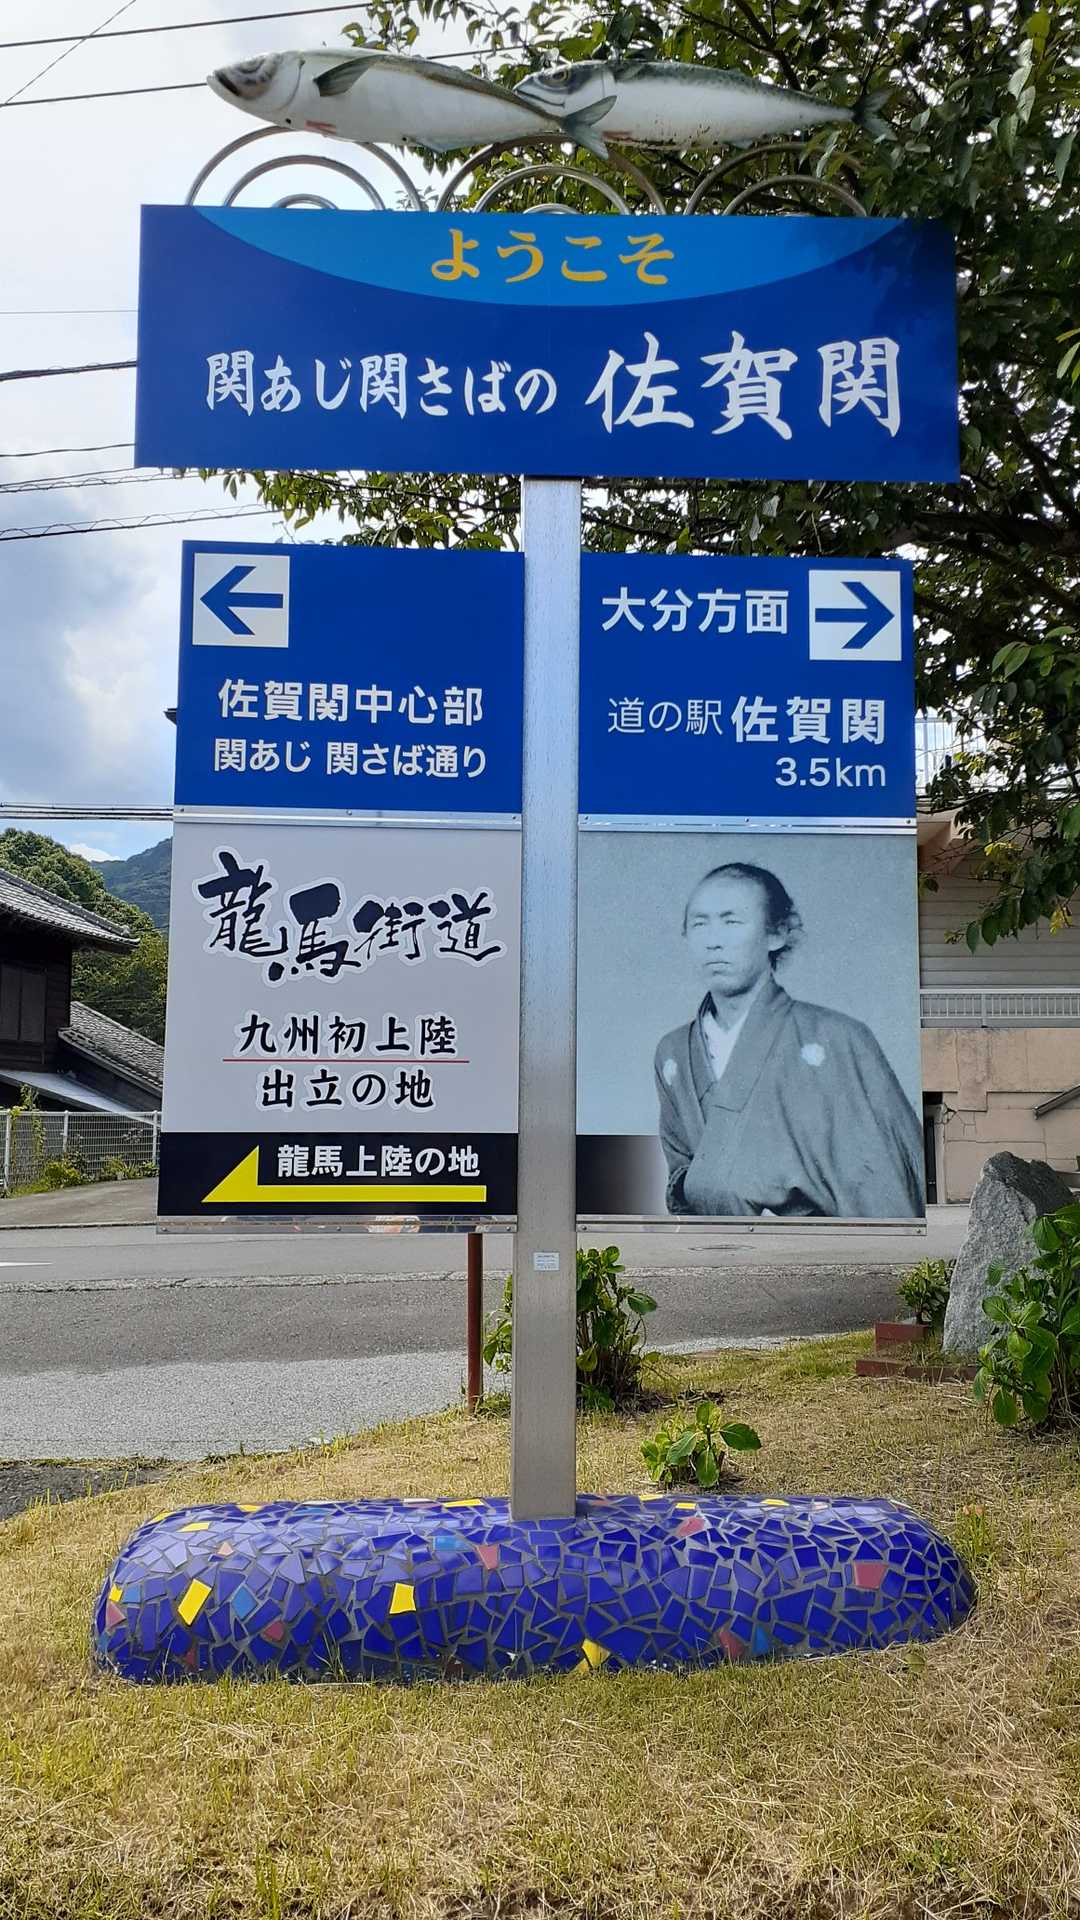 ようこそ
関あじ関さばの 佐賀関
佐賀関中心部
関あじ 関さば通り
大分方面
道の駅 佐賀関
3.5km
龍馬街道
九州初上陸
出立の地
龍馬上陸の地